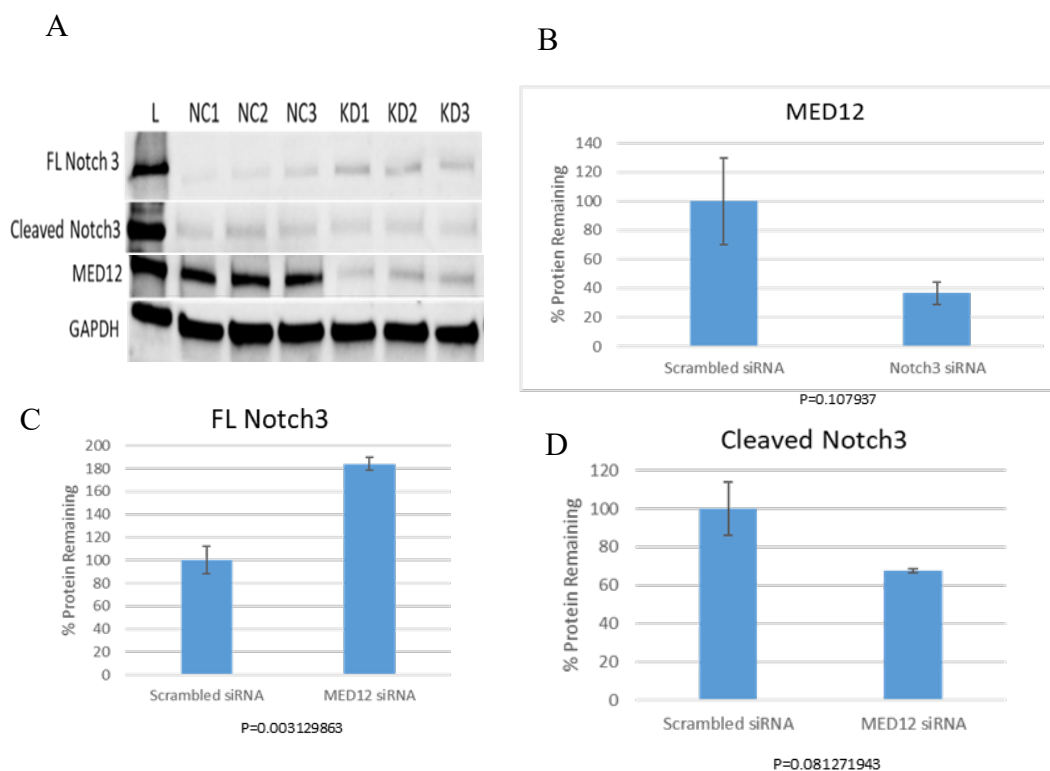 A
L NC1 NC2 NC3 KD1 KD2 KD3
FL Notch 3
Cleaved Notch3
MED12
GAPDH
B
MED12
% Protien Remaining
140
120
100
80
60
40
20
0
Scrambled siRNA Notch3 siRNA
P=0.107937
C
FL Notch3
% Protein Remaining
200
180
160
140
120
100
80
60
40
20
0
Scrambled siRNA MED12 siRNA
P=0.003129863
D
Cleaved Notch3
% Protein Remaining
120
100
80
60
40
20
0
Scrambled siRNA MED12 siRNA
P=0.081271943